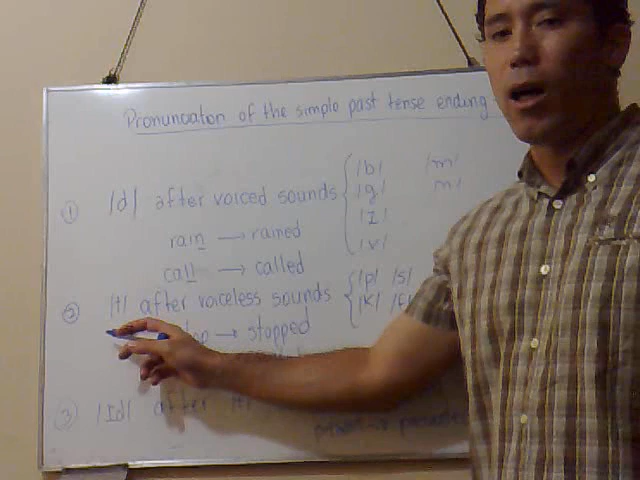 Pronunciation of the simple past tense ending
① /d/ after voiced sounds { /b/ /m/
/g/ /n/
/z/
/v/
rain → rained
call → called
② /t/ after voiceless sounds { /p/ /s/
/k/ /f/
→ stopped
③ /Id/ after /t/